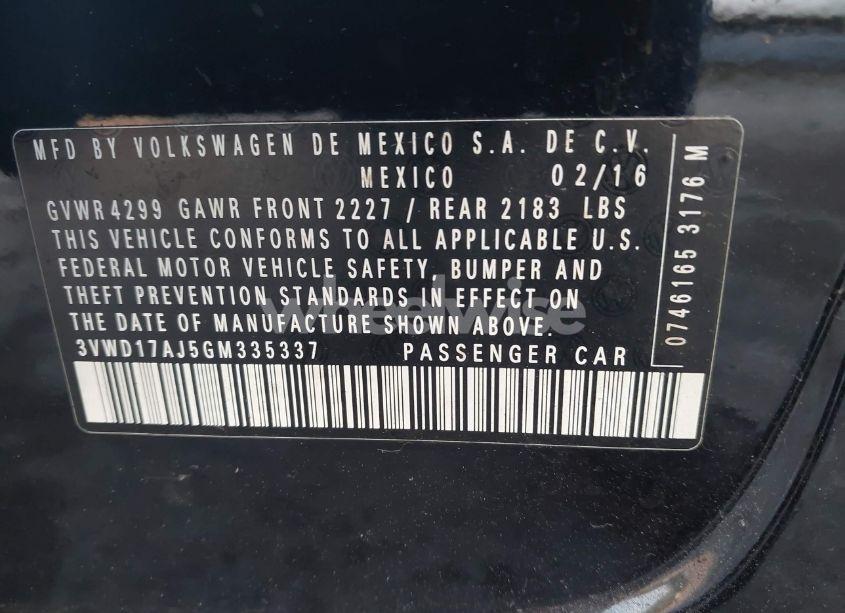 MFD BY VOLKSWAGEN DE MEXICO S.A. DE C.V.
MEXICO 02/16
GVWR 4299 GAWR FRONT 2227 / REAR 2183 LBS
THIS VEHICLE CONFORMS TO ALL APPLICABLE U.S.
FEDERAL MOTOR VEHICLE SAFETY, BUMPER AND
THEFT PREVENTION STANDARDS IN EFFECT ON
THE DATE OF MANUFACTURE SHOWN ABOVE.
3VWD17AJ5GM335337 PASSENGER CAR
0746165 3176 M
wheelwise